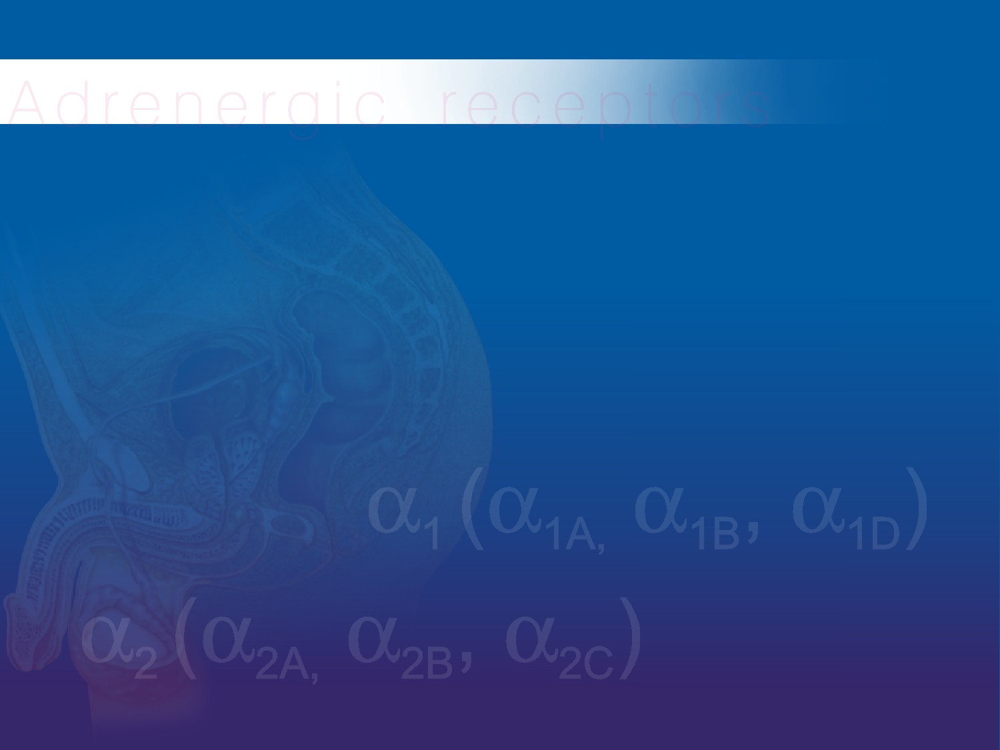 Adrenergic receptors
α₁ (α₁A, α₁B, α₁D)
α₂ (α₂A, α₂B, α₂C)